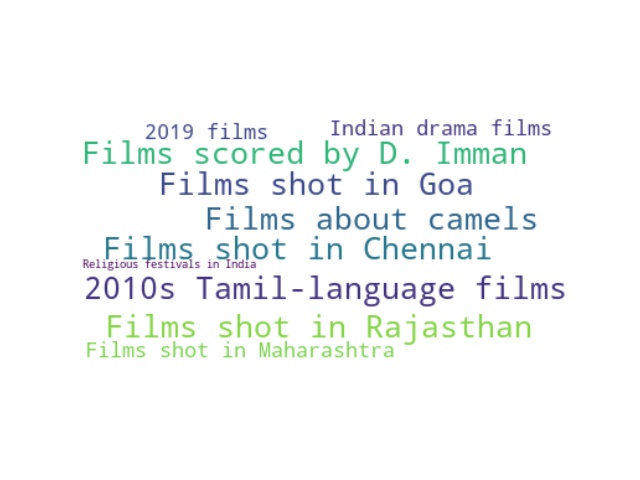 2019 films
Indian drama films
Films scored by D. Imman
Films shot in Goa
Films about camels
Films shot in Chennai
Religious festivals in India
2010s Tamil-language films
Films shot in Rajasthan
Films shot in Maharashtra